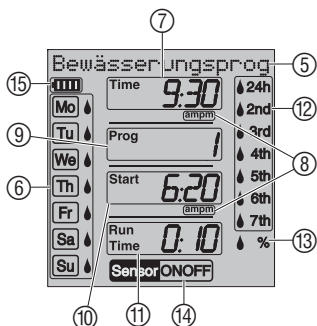 ⑦
Bewässerungsprog ⑤
⑮ Time 9:30 ampm
24h
2nd ⑫
3rd
4th
5th
6th
7th
% ⑬
Mo
Tu
We
Th
Fr
Sa
Su
⑨ Prog 1
⑧
⑥
Start 6:20 ampm
Run Time 0:10
Sensor ONOFF
⑩ ⑪ ⑭